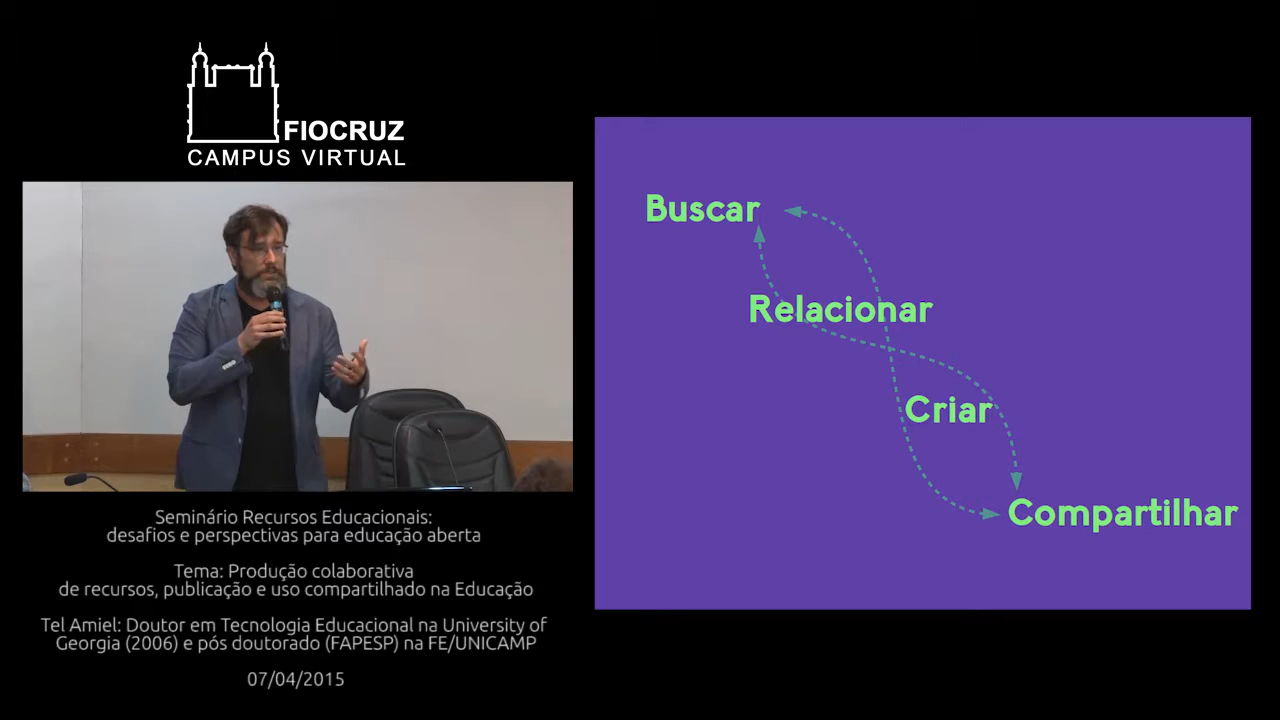 FIOCRUZ
CAMPUS VIRTUAL
Seminário Recursos Educacionais:
desafios e perspectivas para educação aberta
Tema: Produção colaborativa
de recursos, publicação e uso compartilhado na Educação
Tel Amiel: Doutor em Tecnologia Educacional na University of
Georgia (2006) e pós doutorado (FAPESP) na FE/UNICAMP
07/04/2015
Buscar
Relacionar
Criar
Compartilhar